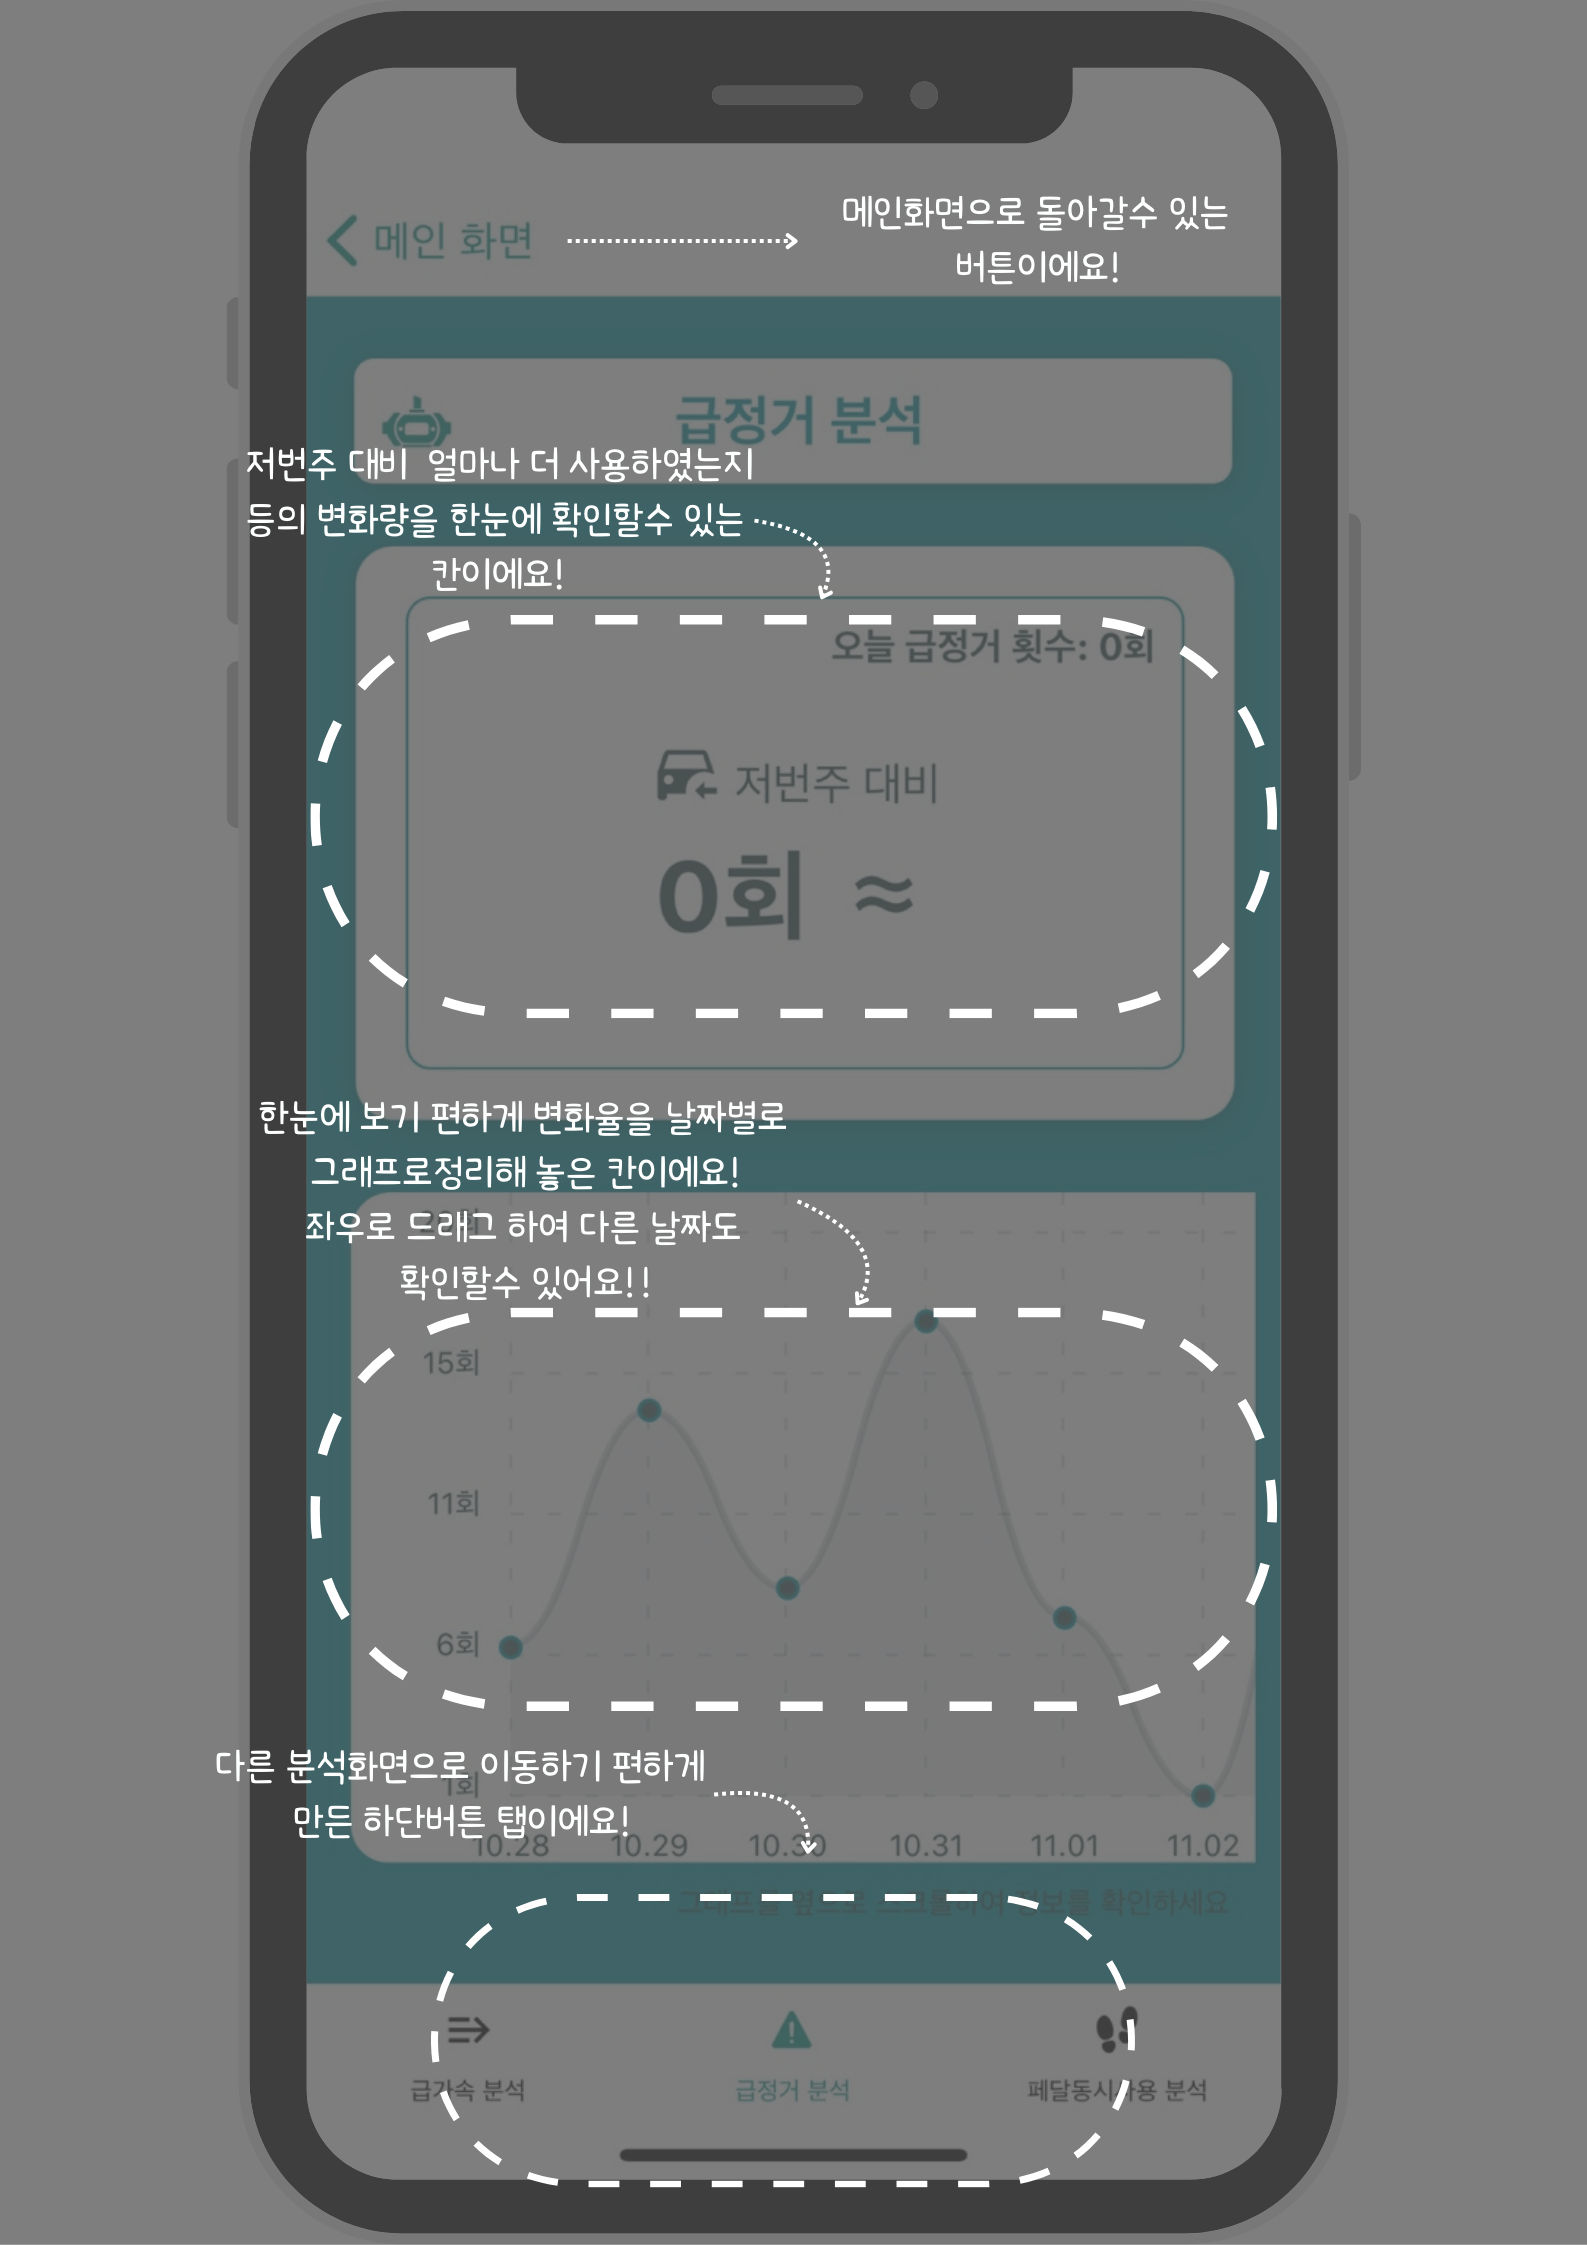 메인 화면
메인화면으로 돌아갈수 있는
버튼이에요!
급정거 분석
저번주 대비 얼마나 더 사용하였는지
등의 변화량을 한눈에 확인할수 있는
칸이에요!
오늘 급정거 횟수: 0회
저번주 대비
0회 ≈
한눈에 보기 편하게 변화율을 날짜별로
그래프로정리해 놓은 칸이에요!
좌우로 드래그 하여 다른 날짜도
확인할수 있어요!!
15회
11회
6회
다른 분석화면으로 이동하기 편하게
1회
만든 하단버튼 탭이에요!
10.28 10.29 10.30 10.31 11.01 11.02
그래프를 옆으로 스크롤하여 정보를 확인하세요
급가속 분석
급정거 분석
페달동시사용 분석